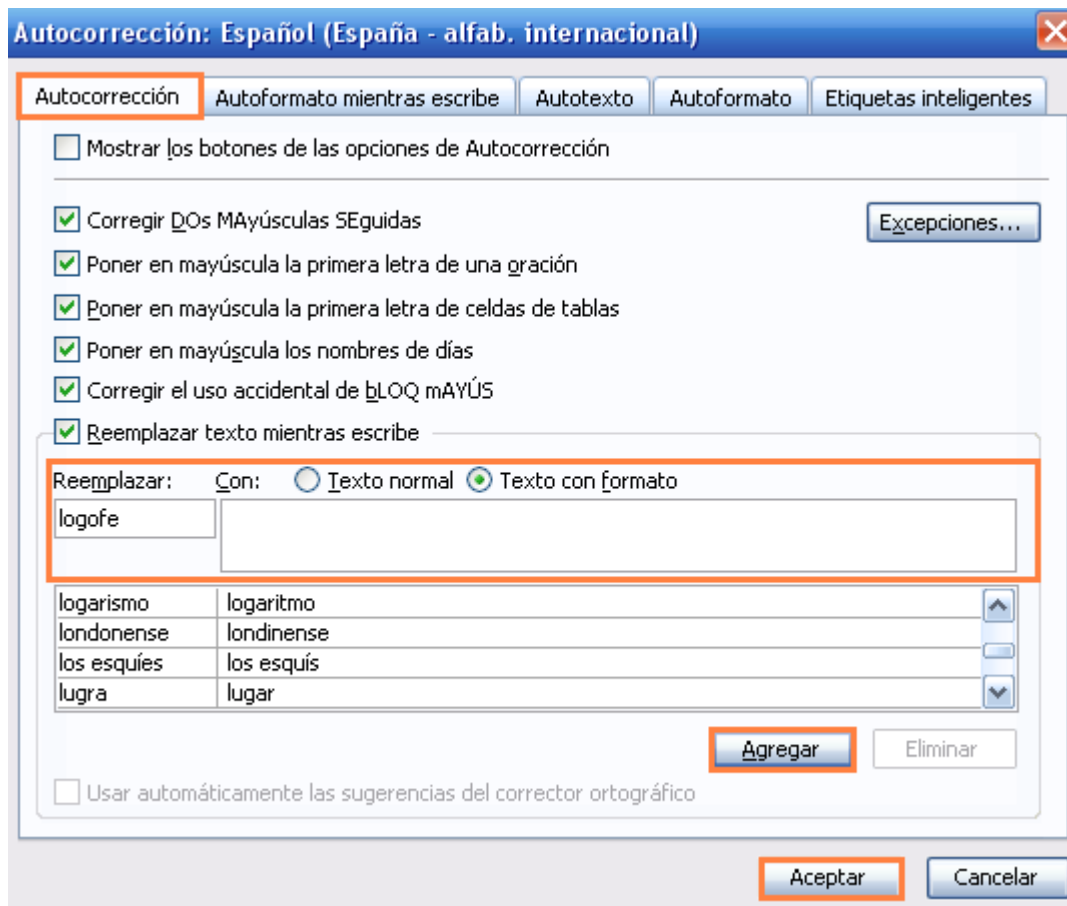 Autocorrección: Español (España - alfab. internacional)
Autocorrección Autoformato mientras escribe Autotexto Autoformato Etiquetas inteligentes
Mostrar los botones de las opciones de Autocorrección
Corregir DOs MAyúsculas SEguidas Excepciones...
Poner en mayúscula la primera letra de una oración
Poner en mayúscula la primera letra de celdas de tablas
Poner en mayúscula los nombres de días
Corregir el uso accidental de bLOQ mAYÚS
Reemplazar texto mientras escribe
Reemplazar: Con: Texto normal Texto con formato
logofe
logarismo logaritmo
londonense londinense
los esquíes los esquís
lugra lugar
Agregar Eliminar
Usar automáticamente las sugerencias del corrector ortográfico
Aceptar Cancelar